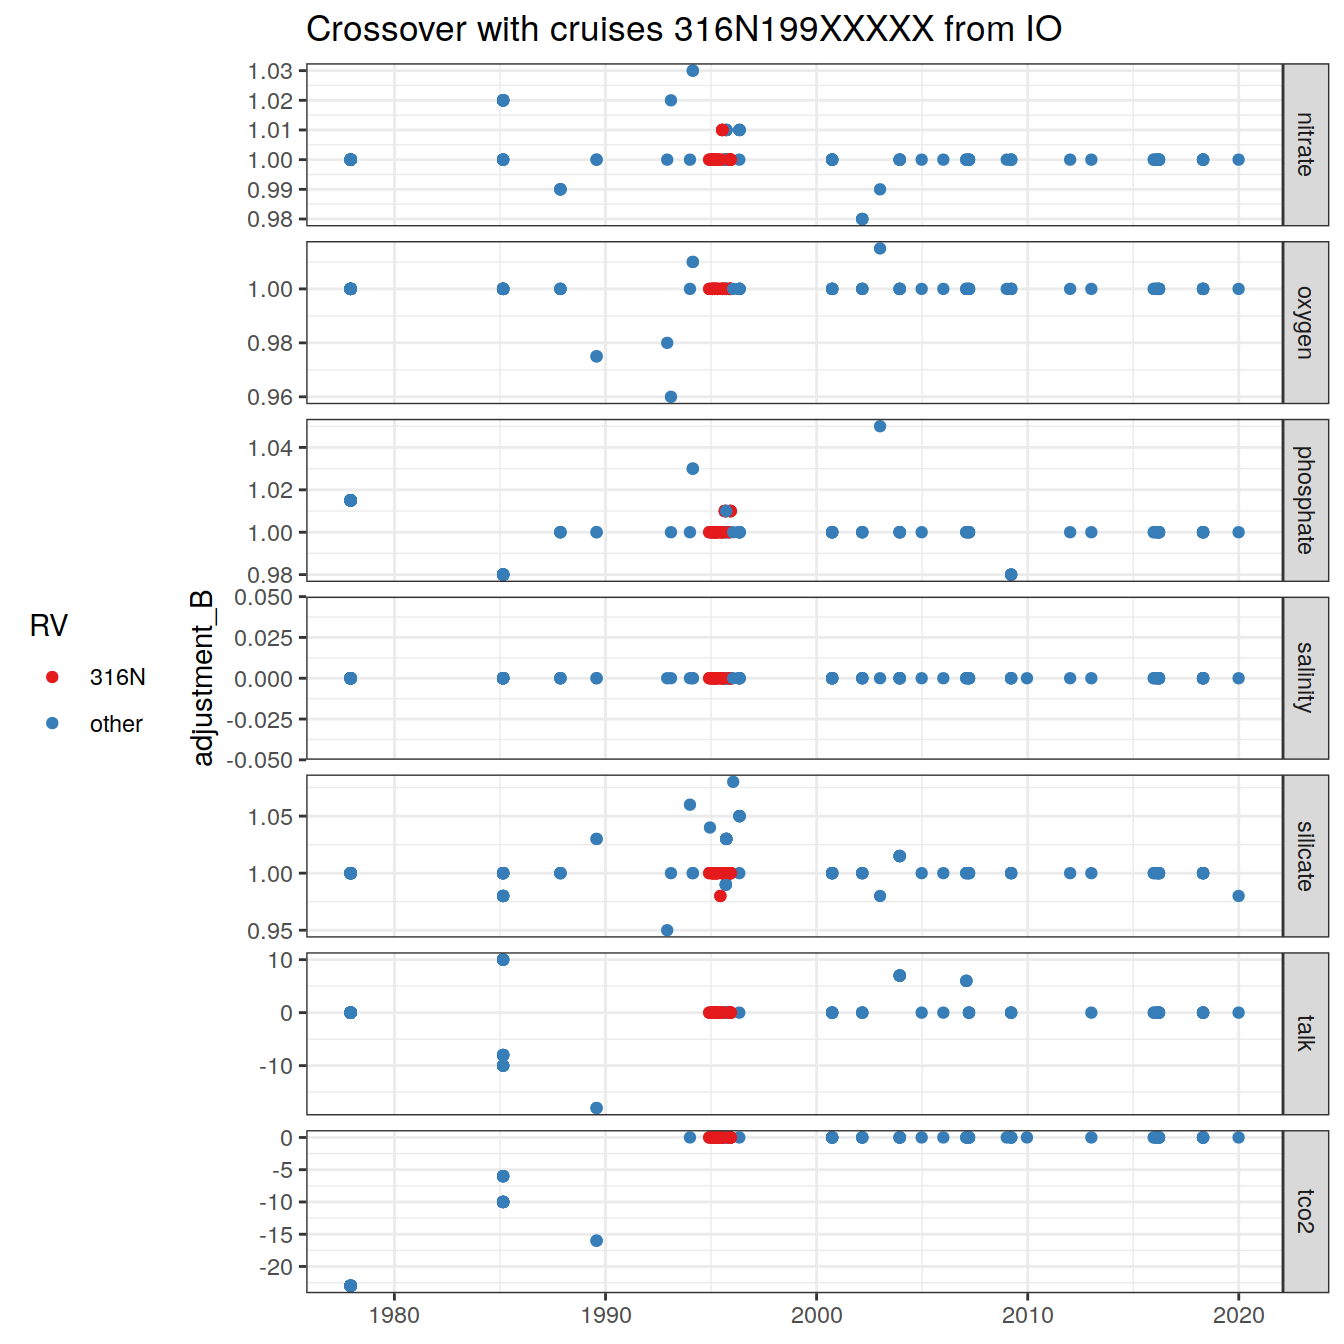 Crossover with cruises 316N199XXXXX from IO
RV
316N
other
adjustment_B
1.03
1.02
1.01
1.00
0.99
0.98
nitrate
1.00
0.98
0.96
oxygen
1.04
1.02
1.00
0.98
phosphate
0.050
0.025
0.000
-0.025
-0.050
salinity
1.05
1.00
0.95
silicate
10
0
-10
talk
0
-5
-10
-15
-20
tco2
1980 1990 2000 2010 2020